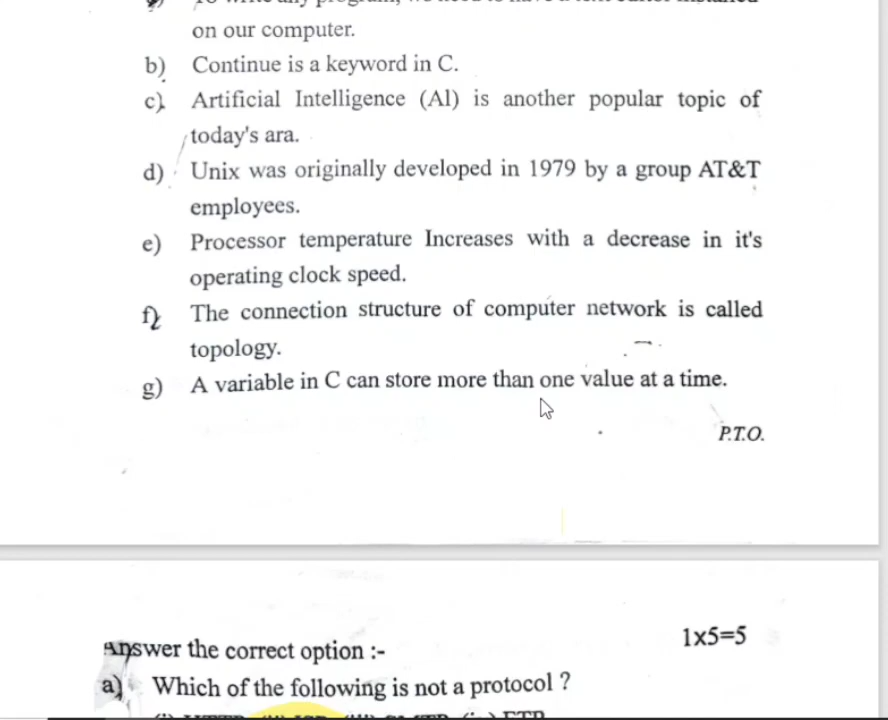 on our computer.
b) Continue is a keyword in C.
c) Artificial Intelligence (Al) is another popular topic of
today's ara.
d) Unix was originally developed in 1979 by a group AT&T
employees.
e) Processor temperature Increases with a decrease in it's
operating clock speed.
f) The connection structure of computer network is called
topology.
g) A variable in C can store more than one value at a time.
P.T.O.
1x5=5
Answer the correct option :-
a) Which of the following is not a protocol ?